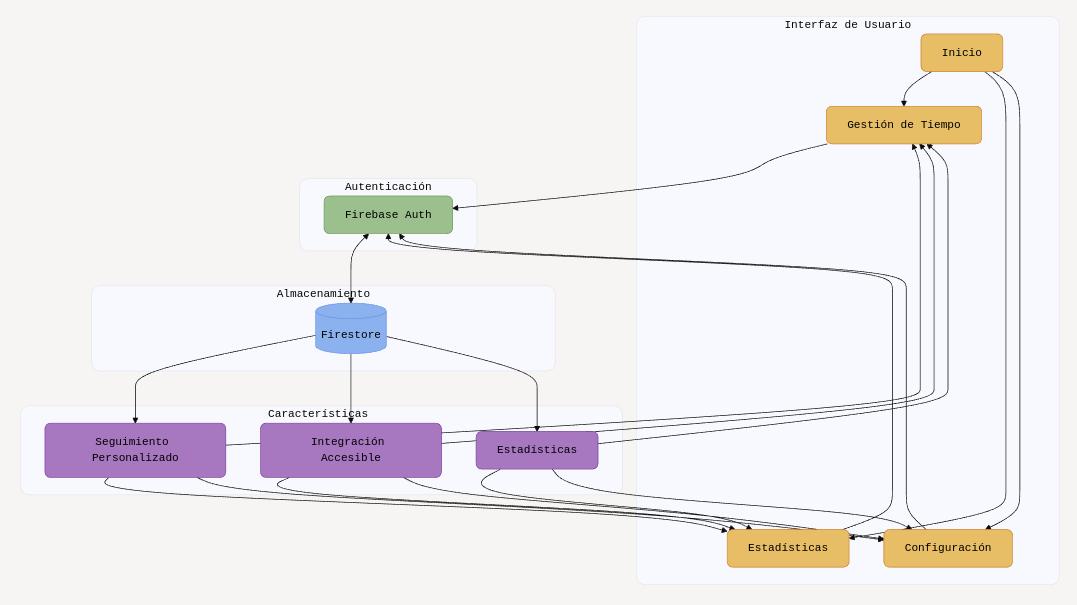 Interfaz de Usuario
Inicio
Gestión de Tiempo
Autenticación
Firebase Auth
Almacenamiento
Firestore
Características
Seguimiento
Personalizado
Integración
Accesible
Estadísticas
Estadísticas
Configuración